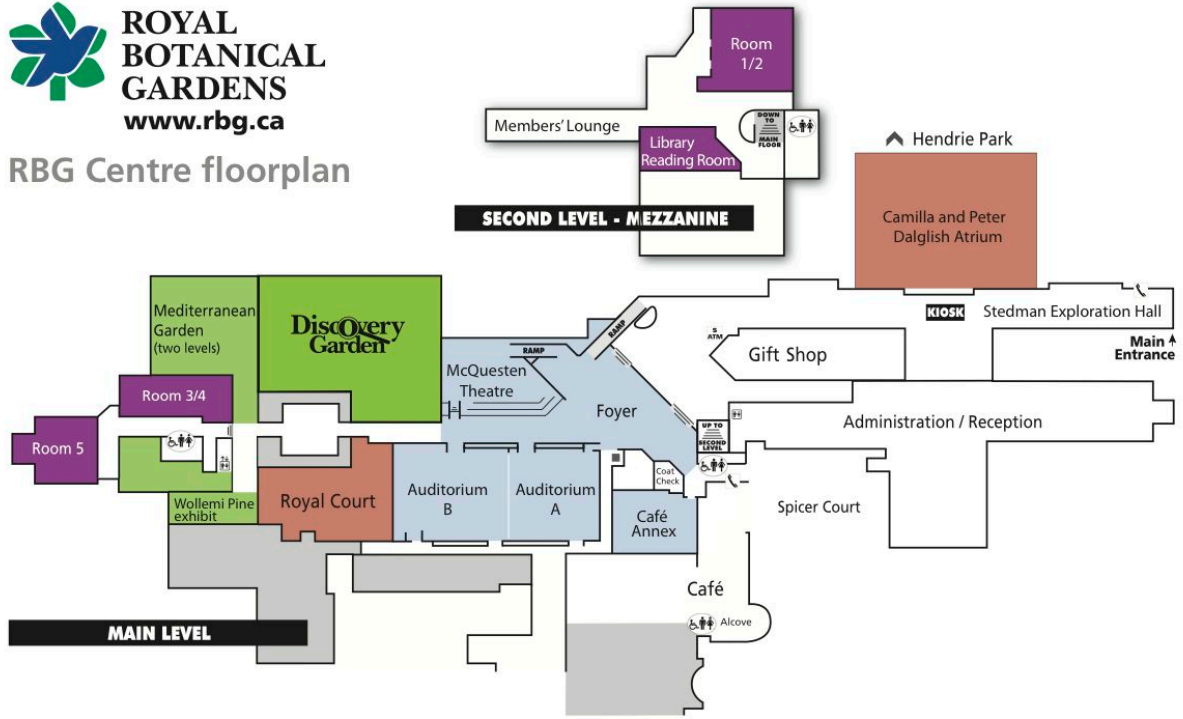 ROYAL
BOTANICAL
GARDENS
www.rbg.ca
RBG Centre floorplan
Room
1/2
Members' Lounge
DOWN
TO
MAIN
FLOOR
Library
Reading Room
SECOND LEVEL - MEZZANINE
Hendrie Park
Camilla and Peter
Dalglish Atrium
KIOSK
Stedman Exploration Hall
Main
Entrance
Mediterranean
Garden
(two levels)
Discovery
Garden
RAMP
RAMP
$
ATM
Gift Shop
McQuesten
Theatre
Foyer
Room 3/4
Room 5
UP TO
SECOND
LEVEL
Administration / Reception
Coat
Check
Royal Court
Auditorium
B
Auditorium
A
Wollemi Pine
exhibit
Café
Annex
Spicer Court
Café
Alcove
MAIN LEVEL